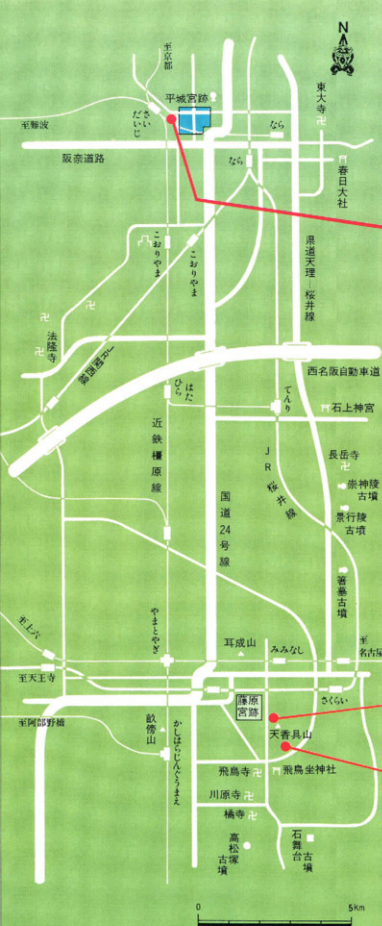 N
至京都
平城宮跡
さい
だいじ
至難波
なら
東大寺
阪奈道路
なら
春日大社
こおりやま
こおりやま
県道天理—桜井線
法隆寺
JR関西線
西名阪自動車道
はた
ひら
てんり
石上神宮
近鉄橿原線
JR桜井線
長岳寺
崇神陵
古墳
景行陵
古墳
国道24号線
箸墓古墳
至上六
やまとやぎ
耳成山
みみなし
至
名古屋
至天王寺
さくらい
藤原
宮跡
至阿部野橋
畝傍山
かしはらじんぐうまえ
天香具山
飛鳥寺
飛鳥坐神社
川原寺
橘寺
高松塚
古墳
石舞台
古墳
0
5Km